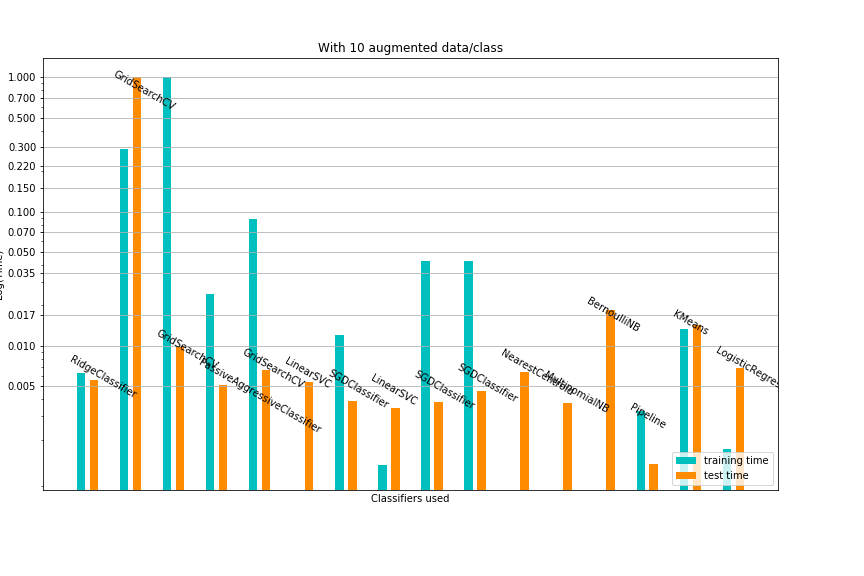 With 10 augmented data/class
1.000
0.700
0.500
0.300
0.220
0.150
0.100
0.070
0.050
0.035
0.017
0.010
0.005
RidgeClassifier
GridSearchCV
GridSearchCV
PassiveAggressiveClassifier
GridSearchCV
LinearSVC
SGDClassifier
LinearSVC
SGDClassifier
SGDClassifier
NearestCentroid
MultinomialNB
BernoulliNB
Pipeline
KMeans
LogisticRegres
training time
test time
Classifiers used